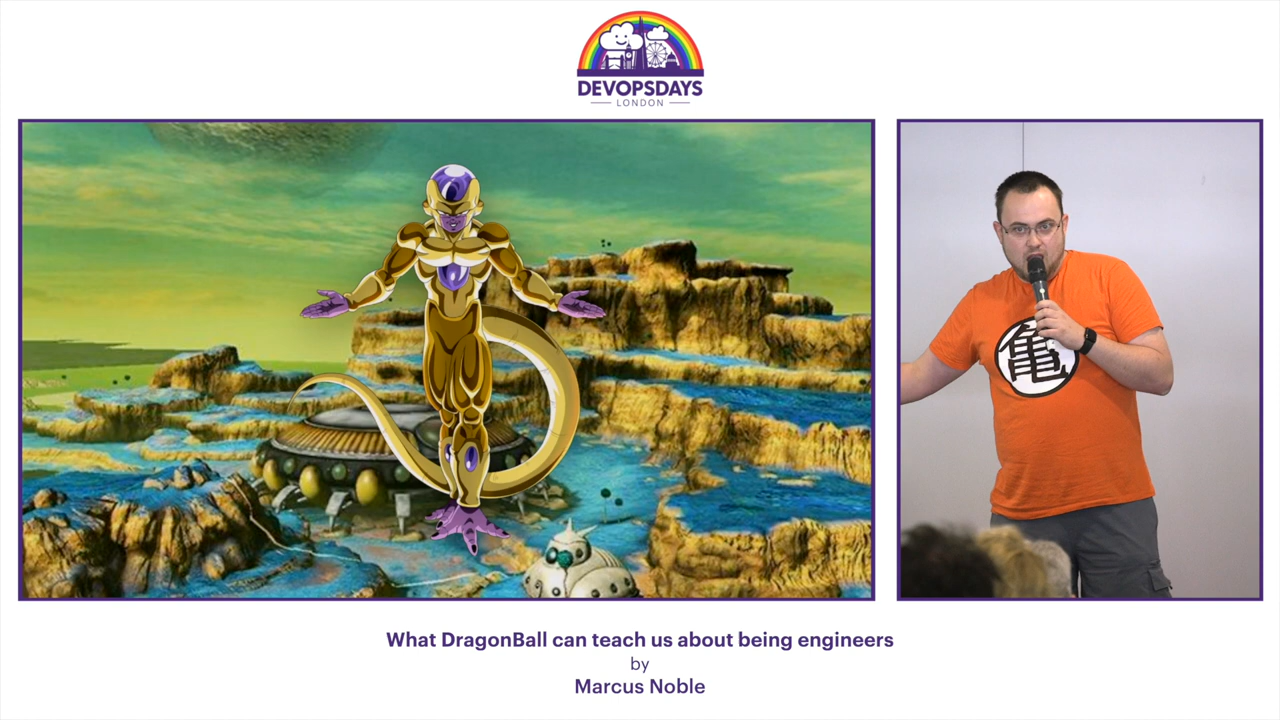 DEVOPSDAYS
LONDON
亀
What DragonBall can teach us about being engineers
by
Marcus Noble